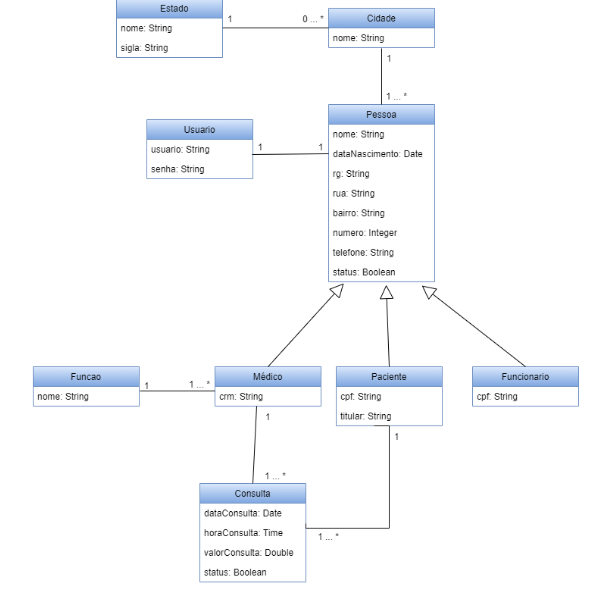 Estado
nome: String
sigla: String
1
0 ... *
Cidade
nome: String
1
1 ... *
Usuario
usuario: String
senha: String
1
1
Pessoa
nome: String
dataNascimento: Date
rg: String
rua: String
bairro: String
numero: Integer
telefone: String
status: Boolean
Funcao
nome: String
1
1 ... *
Médico
crm: String
Paciente
cpf: String
titular: String
Funcionario
cpf: String
1
1
1 ... *
Consulta
dataConsulta: Date
horaConsulta: Time
valorConsulta: Double
status: Boolean
1 ... *